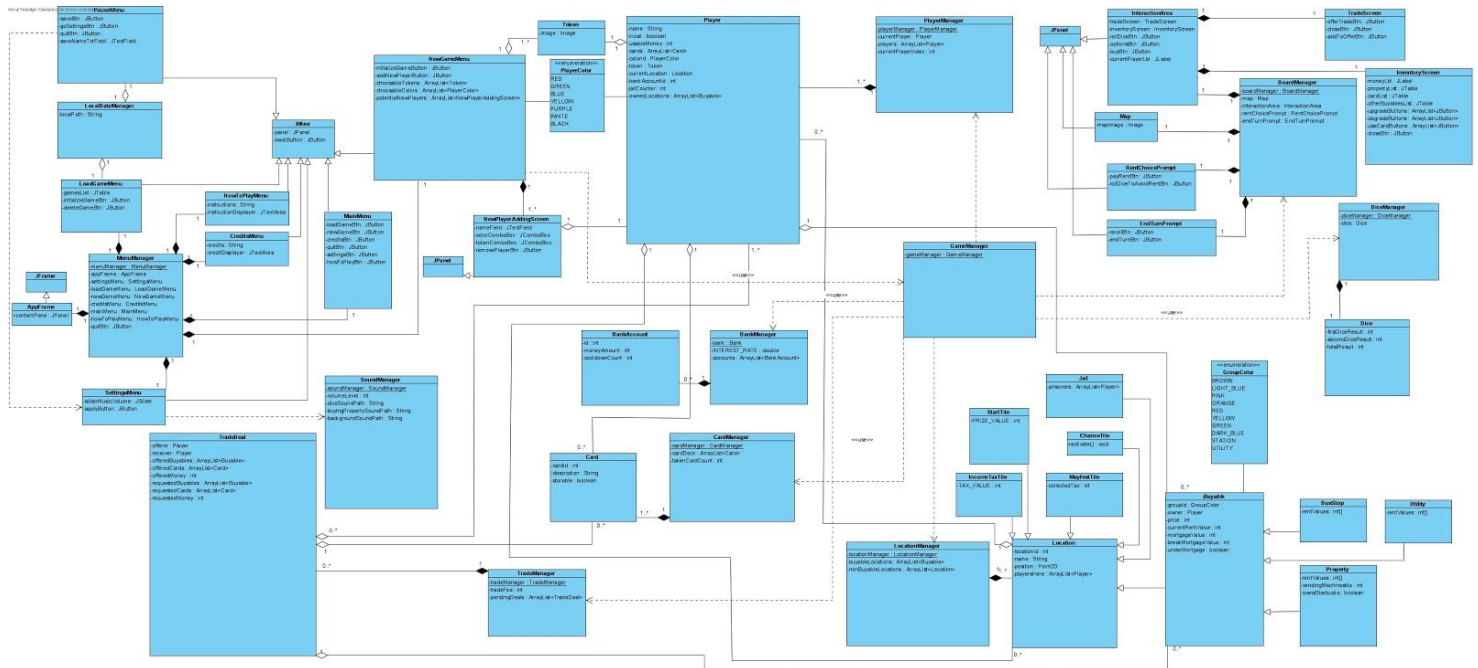 PauseMenu
-saveBtn : JButton
-goSettingsBtn : JButton
-quitBtn : JButton
-saveNameTxtField : JTextField
LocalDataManager
-localPath : String
LoadGameMenu
-gamesList : JTable
-initializeGameBtn : JButton
-deleteGameBtn : JButton
HowToPlayMenu
-instructions : String
-instructionDisplayer : JTextArea
CreditsMenu
-credits : String
-creditDisplayer : JTextArea
MenuManager
-menuManager : MenuManager
-appFrame : AppFrame
-settingsMenu : SettingsMenu
-loadGameMenu : LoadGameMenu
-newGameMenu : NewGameMenu
-creditsMenu : CreditsMenu
-mainMenu : MainMenu
-howToPlayMenu : HowToPlayMenu
-quitBtn : JButton
JFrame
AppFrame
-contentPane : JPanel
SettingsMenu
-sliderMusicVolume : JSlider
-applyButton : JButton
Menu
-panel : JPanel
-backButton : JButton
MainMenu
-loadGameBtn : JButton
-newGameBtn : JButton
-creditsBtn : JButton
-quitBtn : JButton
-settingsBtn : JButton
-howToPlayBtn : JButton
NewGameMenu
-initializeGameButton : JButton
-addNewPlayerButton : JButton
-choosableTokens : ArrayList<Token>
-choosableColors : ArrayList<PlayerColor>
-potentialNewPlayers : ArrayList<NewPlayerAddingScreen>
Token
-image : Image
<<enumeration>>
PlayerColor
RED
GREEN
BLUE
YELLOW
PURPLE
WHITE
BLACK
NewPlayerAddingScreen
-nameField : JTextField
-colorComboBox : JComboBox
-tokenComboBox : JComboBox
-removePlayerBtn : JButton
JPanel
Player
-name : String
-inJail : boolean
-usableMoney : int
-cards : ArrayList<Card>
-colorId : PlayerColor
-token : Token
-currentLocation : Location
-bankAccountId : int
-jailCounter : int
-ownedLocations : ArrayList<Buyable>
PlayerManager
-playerManager : PlayerManager
-currentPlayer : Player
-players : ArrayList<Player>
-currentPlayerIndex : int
JPanel
InteractionArea
-tradeScreen : TradeScreen
-inventoryScreen : InventoryScreen
-rollDiceBtn : JButton
-optionsBtn : JButton
-buyBtn : JButton
-currentPlayerLbl : JLabel
TradeScreen
-offerTradeBtn : JButton
-closeBtn : JButton
-addToOfferBtn : JButton
InventoryScreen
-moneyLbl : JLabel
-propertyList : JTable
-cardList : JTable
-otherBuyablesList : JTable
-upgradeButtons : ArrayList<JButton>
-degradeButtons : ArrayList<JButton>
-useCardButtons : ArrayList<JButton>
-closeBtn : JButton
BoardManager
-boardManager : BoardManager
-map : Map
-interactionArea : InteractionArea
-rentChoicePrompt : RentChoicePrompt
-endTurnPrompt : EndTurnPrompt
Map
-mapImage : Image
RentChoicePrompt
-payRentBtn : JButton
-rollDiceToAvoidRentBtn : JButton
EndTurnPrompt
-rerollBtn : JButton
-endTurnBtn : JButton
DiceManager
-diceManager : DiceManager
-dice : Dice
Dice
-firstDiceResult : int
-secondDiceResult : int
-totalResult : int
GameManager
-gameManager : GameManager
<<use>>
<<use>>
<<use>>
<<use>>
<<use>>
BankAccount
-id : int
-moneyAmount : int
-cooldownCount : int
BankManager
-bank : Bank
-INTEREST_RATE : double
-accounts : ArrayList<BankAccount>
SoundManager
-soundManager : SoundManager
-volumeLevel : int
-diceSoundPath : String
-buyingPropertySoundPath : String
-backgroundSoundPath : String
TradeDeal
-offerer : Player
-receiver : Player
-offeredBuyables : ArrayList<Buyable>
-offeredCards : ArrayList<Card>
-offeredMoney : int
-requestedBuyables : ArrayList<Buyable>
-requestedCards : ArrayList<Card>
-requestedMoney : int
Card
-cardId : int
-description : String
-storable : boolean
CardManager
-cardManager : CardManager
-cardDeck : ArrayList<Card>
-takenCardCount : int
TradeManager
-tradeManager : TradeManager
-tradeFee : int
-pendingDeals : ArrayList<TradeDeal>
LocationManager
-locationManager : LocationManager
-buyableLocations : ArrayList<Buyable>
-nonBuyableLocations : ArrayList<Location>
Jail
-prisoners : ArrayList<Player>
StartTile
-PRIZE_VALUE : int
ChanceTile
IncomeTaxTile
-TAX_VALUE : int
MayfestTile
-collectedTax : int
Location
-locationId : int
-name : String
-position : Point2D
-playersHere : ArrayList<Player>
<<enumeration>>
GroupColor
BROWN
LIGHT_BLUE
PINK
ORANGE
RED
YELLOW
GREEN
DARK_BLUE
STATION
UTILITY
Buyable
-groupId : GroupColor
-owner : Player
-price : int
-currentRentValue : int
-mortgageValue : int
-breakMortgageValue : int
-underMortgage : boolean
BusStop
-rentValues : int[]
Utility
-rentValues : int[]
Property
-rentValues : int[]
-vendingMachinesNo : int
-ownsStarbucks : boolean